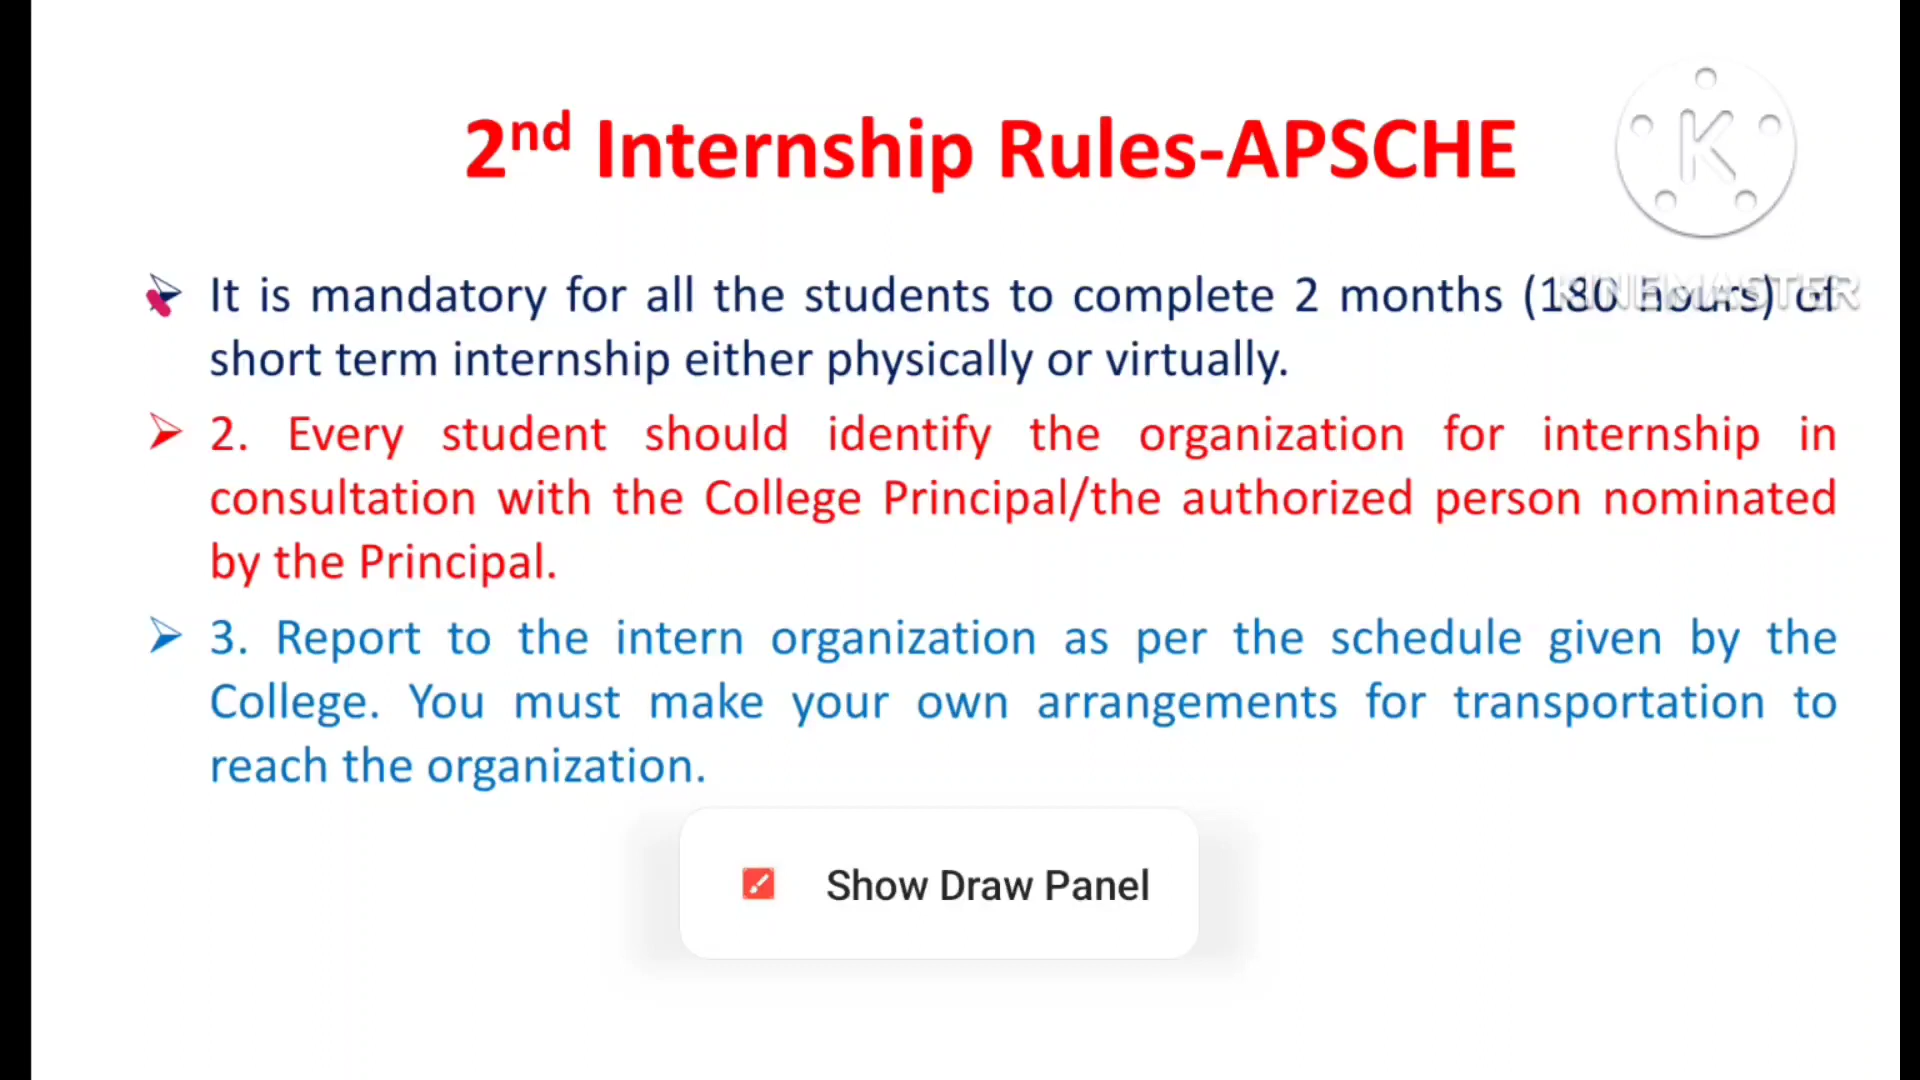 2nd Internship Rules-APSCHE
K
KINEMASTER
It is mandatory for all the students to complete 2 months (180 hours) of
short term internship either physically or virtually.
2. Every student should identify the organization for internship in
consultation with the College Principal/the authorized person nominated
by the Principal.
3. Report to the intern organization as per the schedule given by the
College. You must make your own arrangements for transportation to
reach the organization.
Show Draw Panel